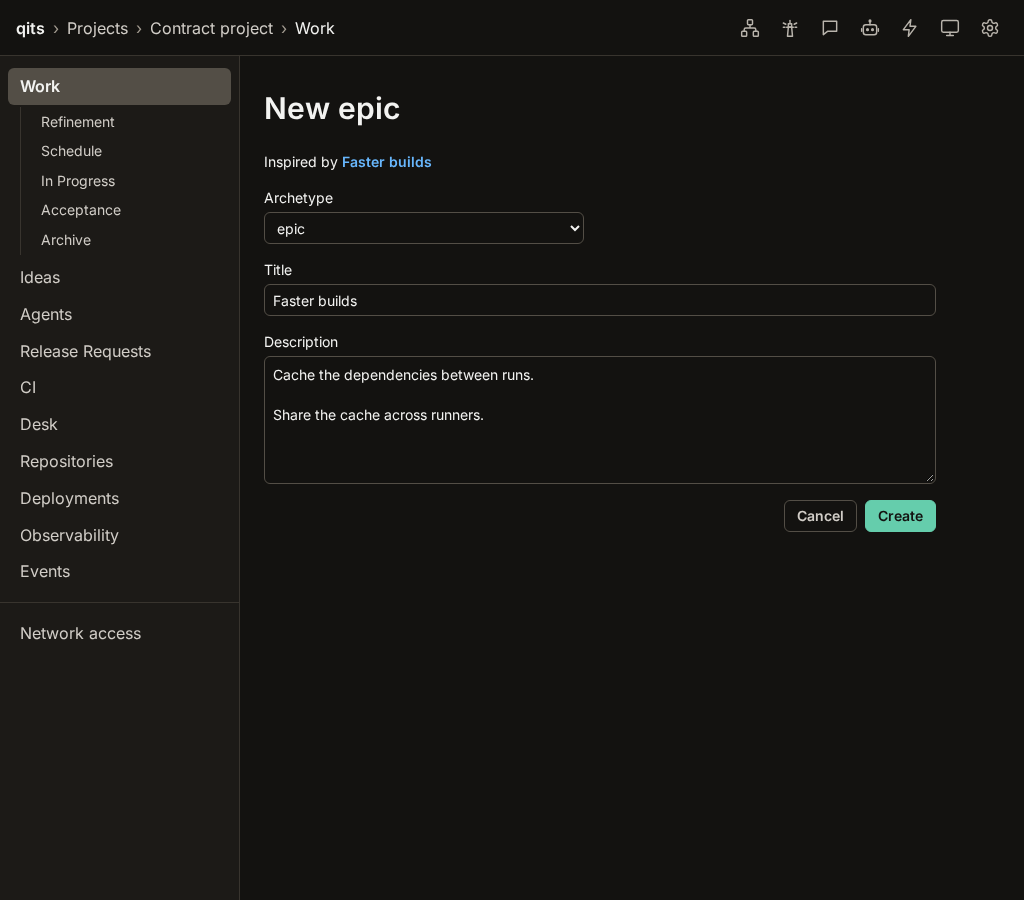 qits › Projects › Contract project › Work
Work
Refinement
Schedule
In Progress
Acceptance
Archive
Ideas
Agents
Release Requests
CI
Desk
Repositories
Deployments
Observability
Events
Network access
New epic
Inspired by Faster builds
Archetype
epic
Title
Faster builds
Description
Cache the dependencies between runs.
Share the cache across runners.
Cancel
Create